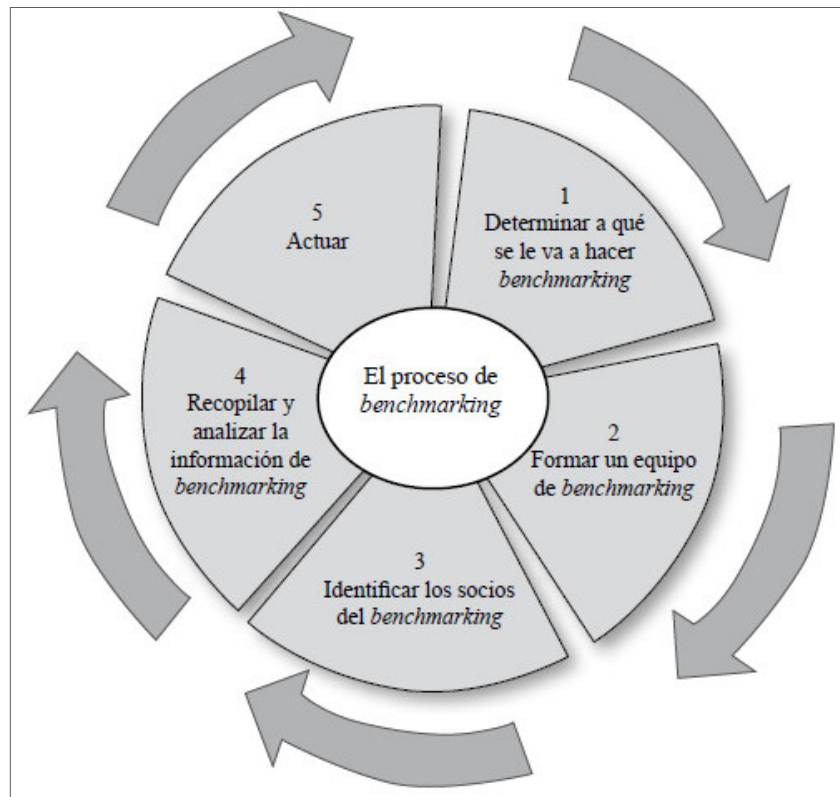 El proceso de
benchmarking
1
Determinar a qué
se le va a hacer
benchmarking
2
Formar un equipo
de benchmarking
3
Identificar los socios
del benchmarking
4
Recopilar y
analizar la
información de
benchmarking
5
Actuar